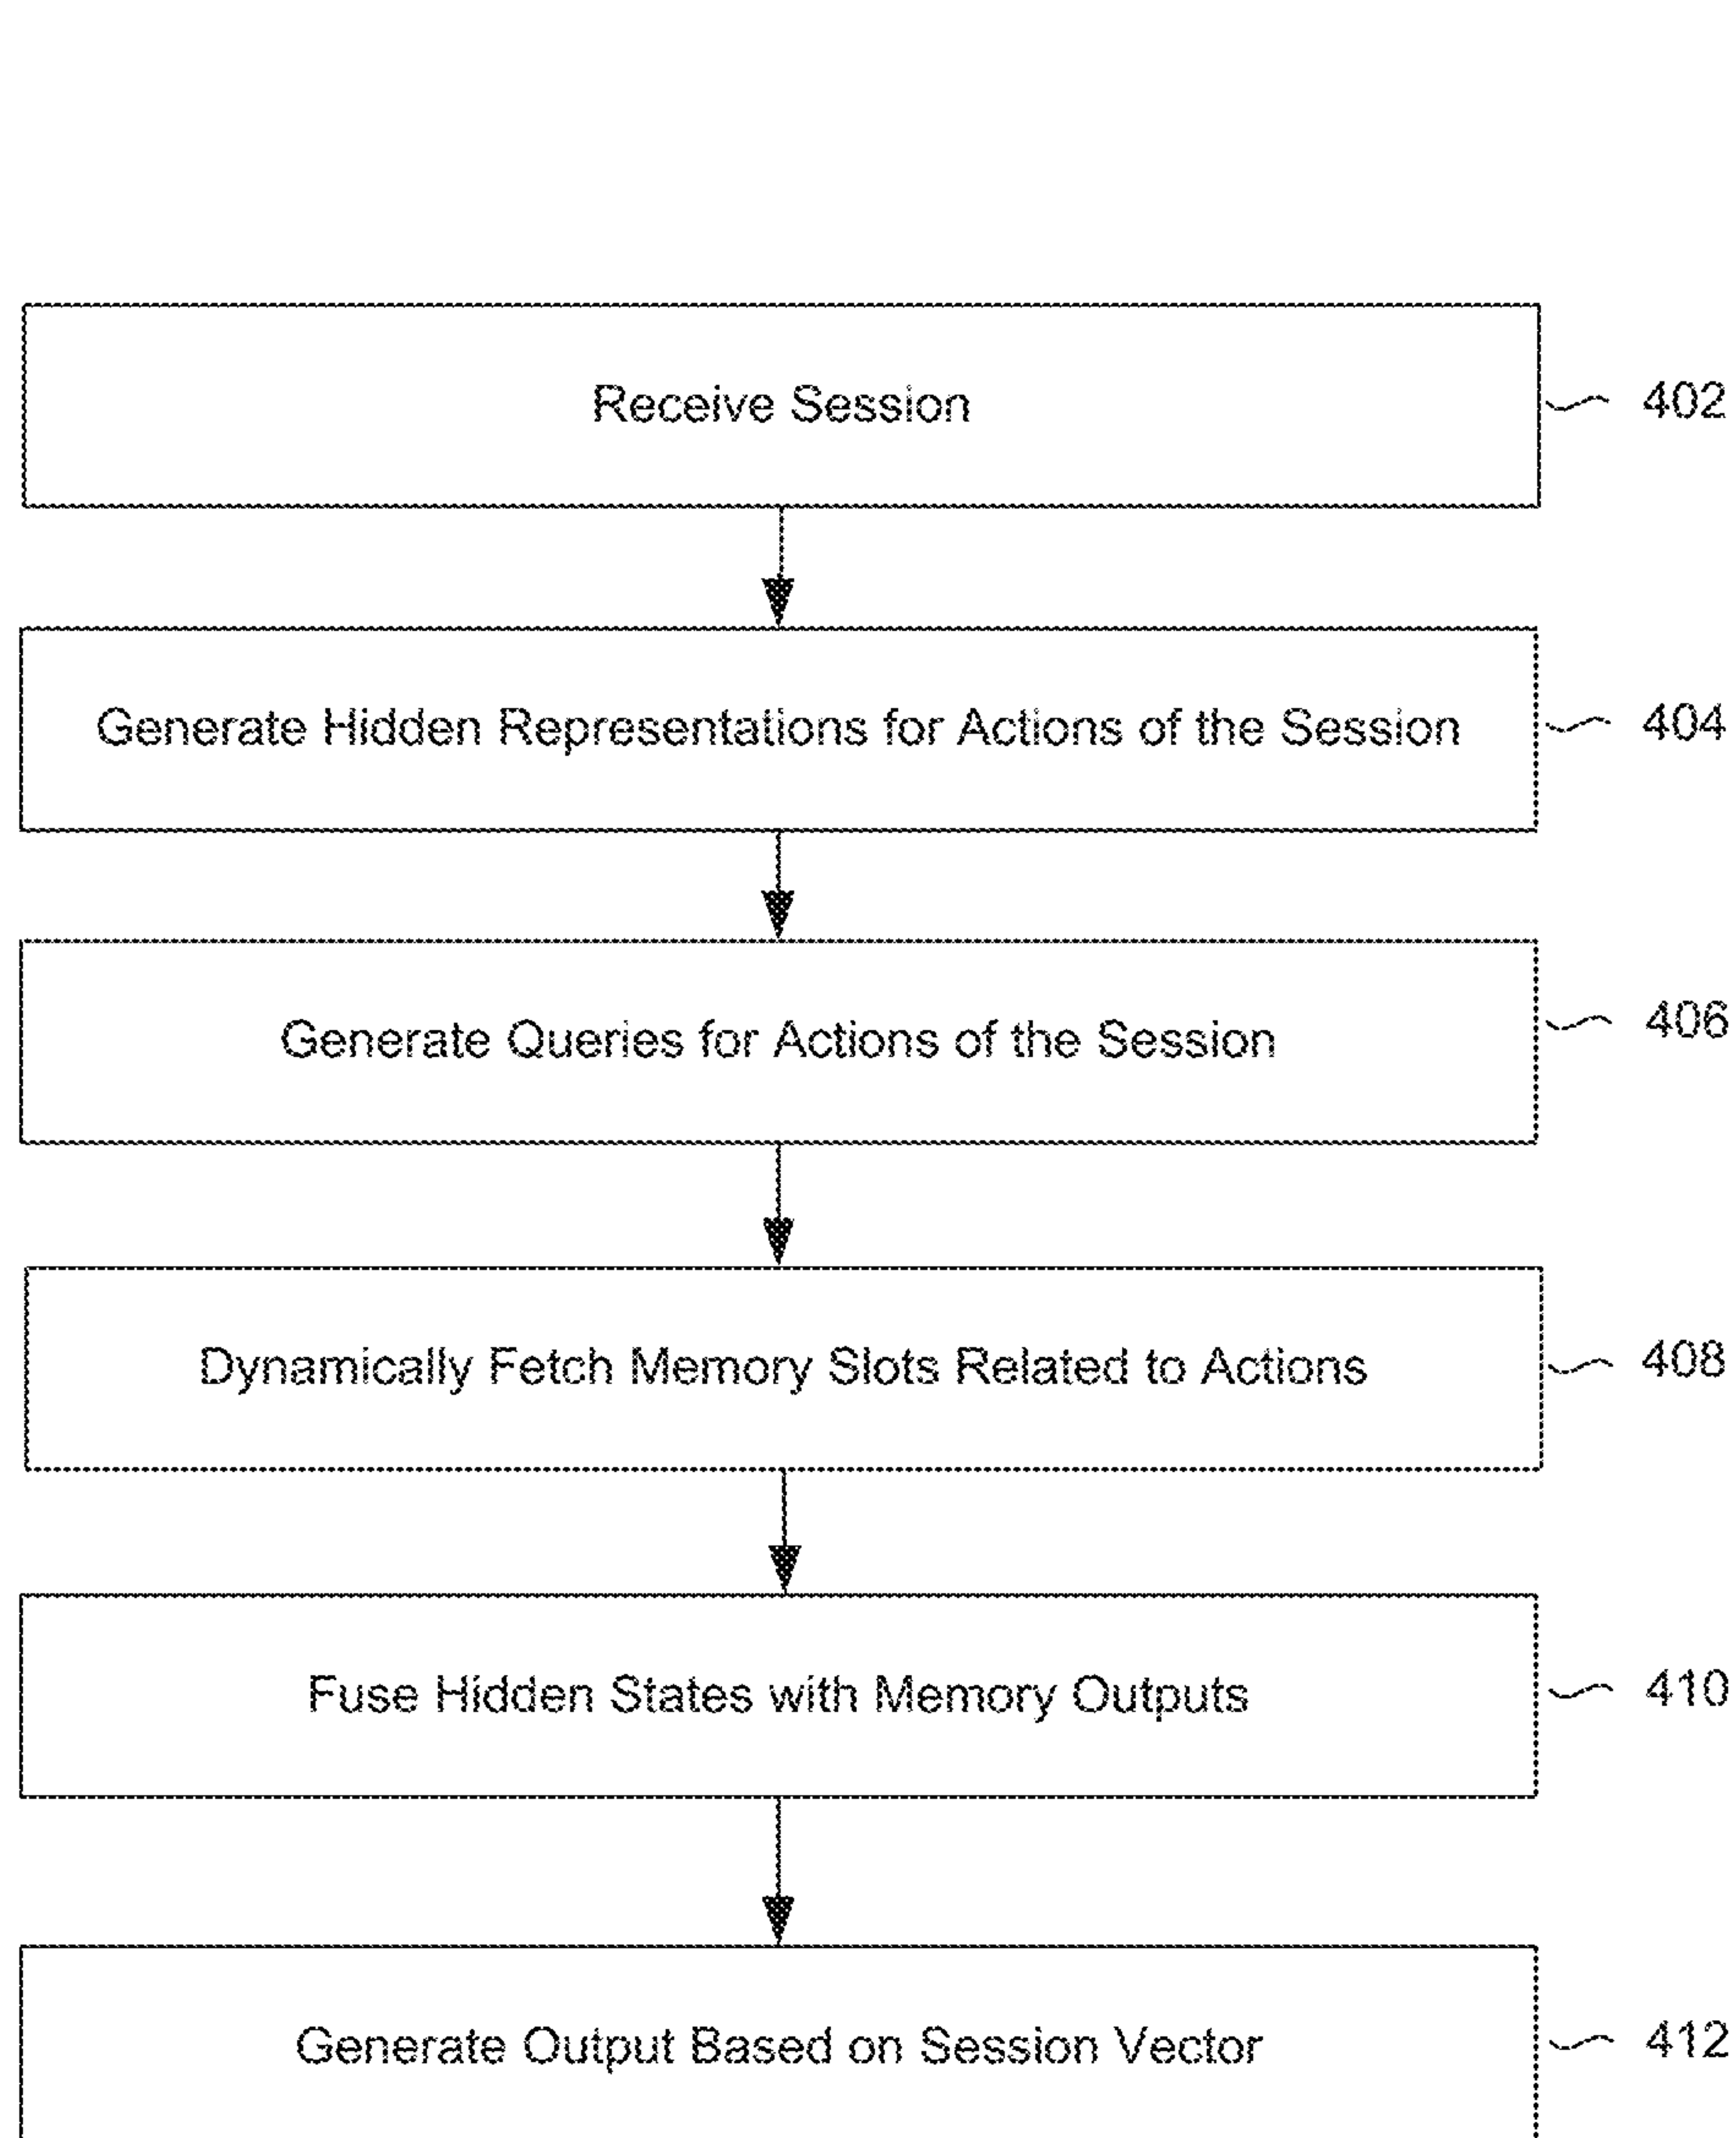 Receive Session
402
Generate Hidden Representations for Actions of the Session
404
Generate Queries for Actions of the Session
406
Dynamically Fetch Memory Slots Related to Actions
408
Fuse Hidden States with Memory Outputs
410
Generate Output Based on Session Vector
412